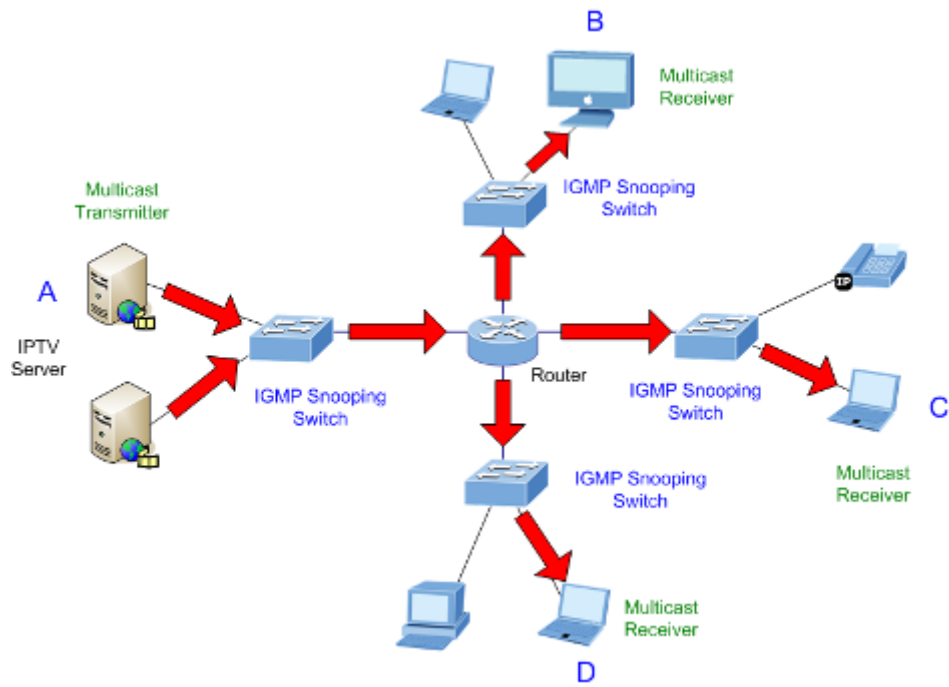 B
Multicast
Receiver
IGMP Snooping
Switch
Multicast
Transmitter
A
IPTV
Server
IGMP Snooping
Switch
Router
IP
IGMP Snooping
Switch
C
Multicast
Receiver
IGMP Snooping
Switch
Multicast
Receiver
D